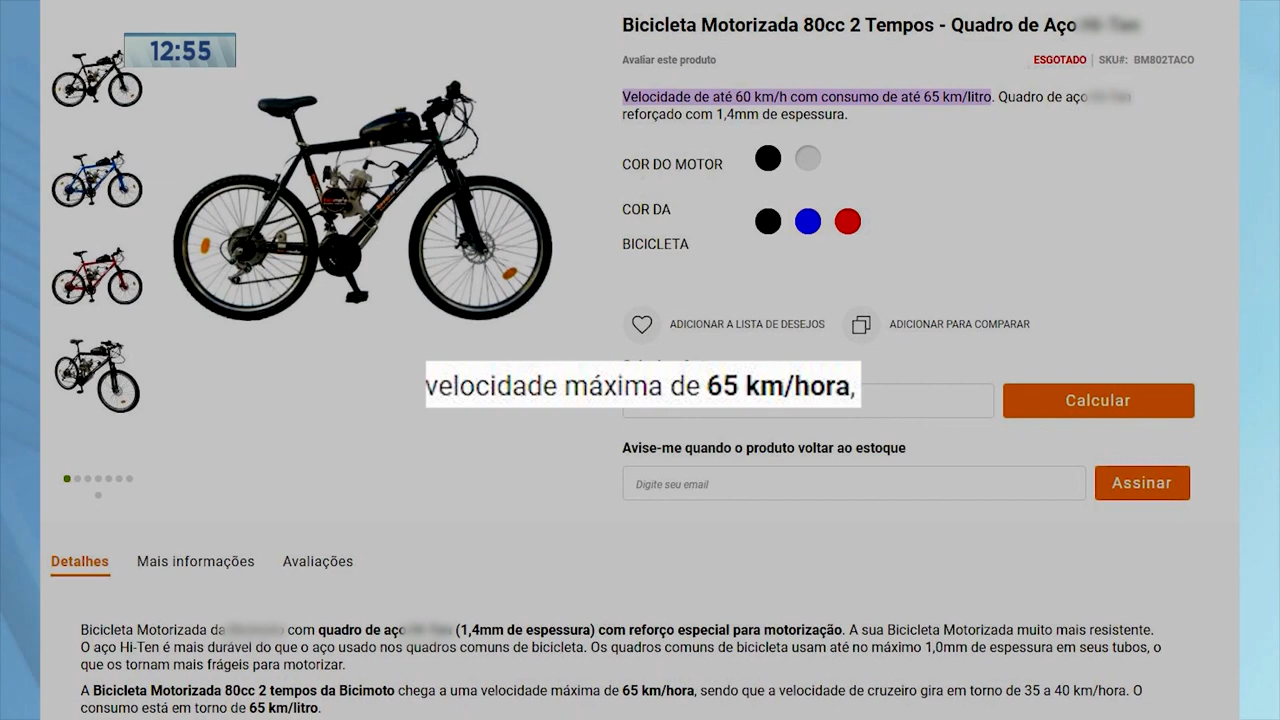 12:55
Bicicleta Motorizada 80cc 2 Tempos - Quadro de Aço
Avaliar este produto
ESGOTADO | SKU#: BM802TACO
Velocidade de até 60 km/h com consumo de até 65 km/litro. Quadro de aço
reforçado com 1,4mm de espessura.
COR DO MOTOR
COR DA
BICICLETA
ADICIONAR A LISTA DE DESEJOS
ADICIONAR PARA COMPARAR
velocidade máxima de 65 km/hora,
Calcular
Avise-me quando o produto voltar ao estoque
Digite seu email
Assinar
Detalhes Mais informações Avaliações
Bicicleta Motorizada da com quadro de aço (1,4mm de espessura) com reforço especial para motorização. A sua Bicicleta Motorizada muito mais resistente.
O aço Hi-Ten é mais durável do que o aço usado nos quadros comuns de bicicleta. Os quadros comuns de bicicleta usam até no máximo 1,0mm de espessura em seus tubos, o
que os tornam mais frágeis para motorizar.
A Bicicleta Motorizada 80cc 2 tempos da Bicimoto chega a uma velocidade máxima de 65 km/hora, sendo que a velocidade de cruzeiro gira em torno de 35 a 40 km/hora. O
consumo está em torno de 65 km/litro.